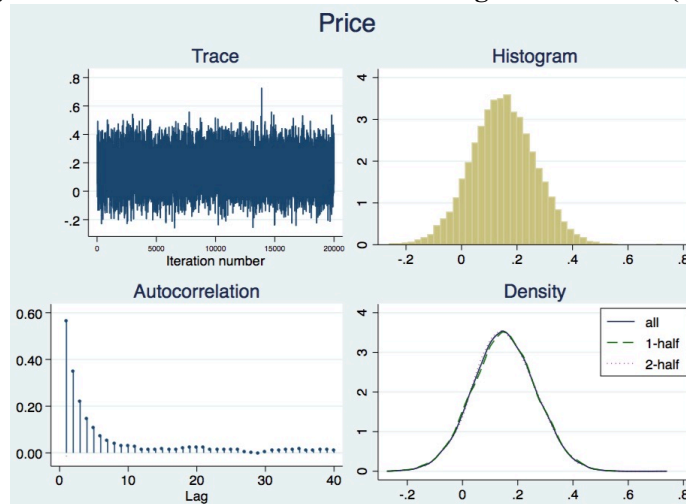 Price
Trace
.8
.6
.4
.2
0
-.2
0 5000 10000 15000 20000
Iteration number
Histogram
4
3
2
1
0
-.2 0 .2 .4 .6 .8
Autocorrelation
0.60
0.40
0.20
0.00
0 10 20 30 40
Lag
Density
4
3
2
1
0
-.2 0 .2 .4 .6 .8
all
1-half
2-half